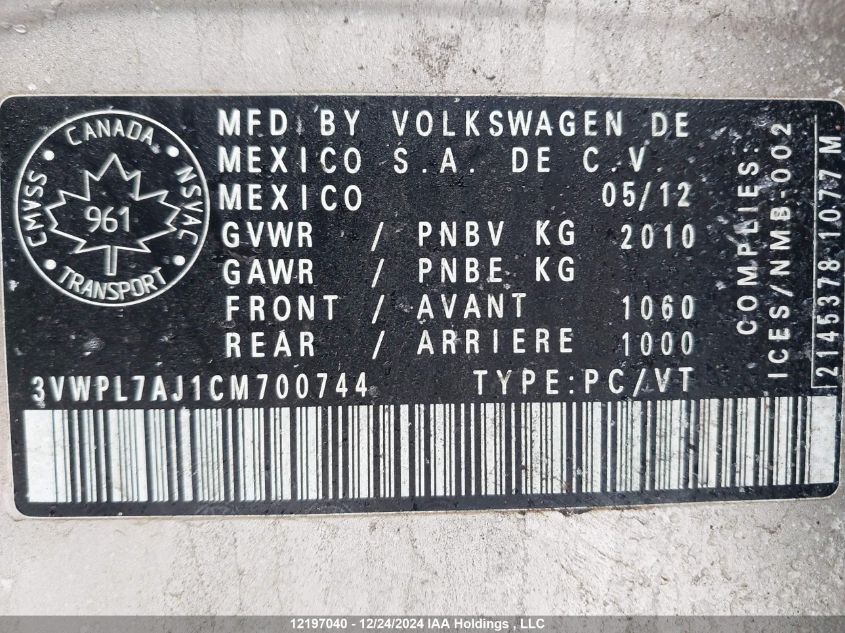 CANADA
CMVSS
NSVAC
961
TRANSPORT
MFD BY VOLKSWAGEN DE
MEXICO S.A. DE C.V.
MEXICO 05/12
GVWR / PNBV KG 2010
GAWR / PNBE KG
FRONT / AVANT 1060
REAR / ARRIERE 1000
3VWPL7AJ1CM700744 TYPE:PC/VT
COMPLIES:
ICES/NMB-002
2145378 1077 M
12197040 - 12/24/2024 IAA Holdings , LLC